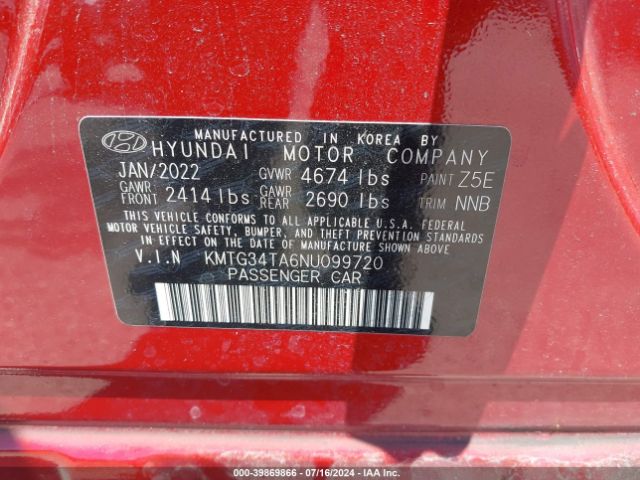 MANUFACTURED IN KOREA BY
HYUNDAI MOTOR COMPANY
JAN/2022 GVWR 4674 lbs PAINT Z5E
GAWR FRONT 2414 lbs GAWR REAR 2690 lbs TRIM NNB
THIS VEHICLE CONFORMS TO ALL APPLICABLE U.S.A. FEDERAL
MOTOR VEHICLE SAFETY, BUMPER, AND THEFT PREVENTION
STANDARDS IN EFFECT ON THE DATE OF MANUFACTURE SHOWN ABOVE.
V.I.N KMTG34TA6NU099720
PASSENGER CAR
000-39869866 - 07/16/2024 - IAA Inc.